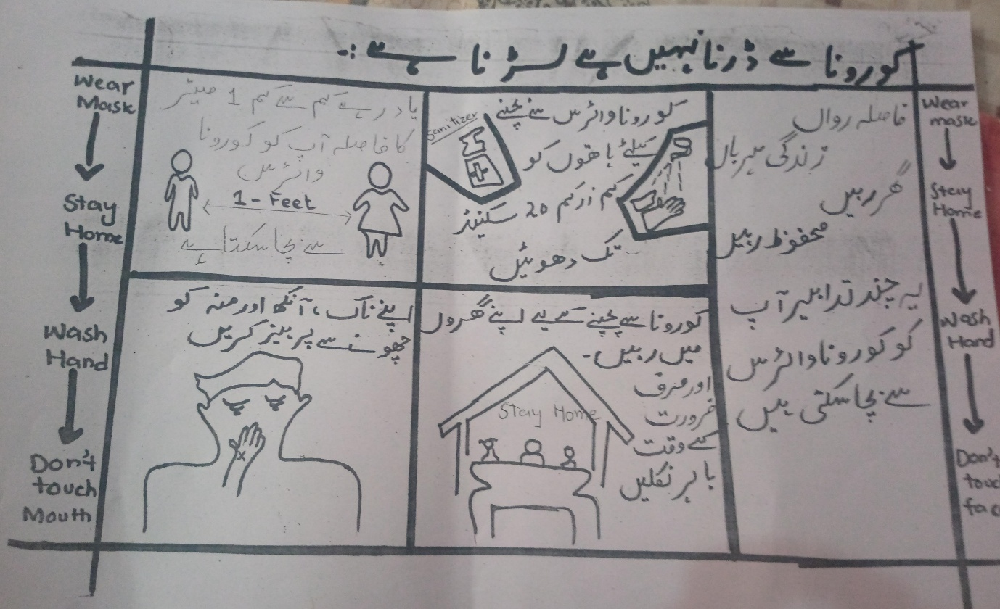 کورونا سے ڈرنا نہیں ہے لڑنا ہے :-
Wear
Mask
Stay
Home
Wash
Hand
Don't
touch
Mouth
یاد رہے کم سے کم 1 میٹر
کا فاصلہ آپ کو کورونا
وائرس
1 - Feet
سے بچا سکتا ہے
Sanitizer
کورونا وائرس سے بچنے
کیلئے ہاتھوں کو
کم از کم 20 سکینڈ
تک دھوئیں
فاصلہ رواں
زندگی مہرباں
گھر رہیں
محفوظ رہیں
یہ چند تدابیر آپ
کو کورونا وائرس
سے بچا سکتی ہیں
اپنے ناک، آنکھ اور منہ کو
چھونے سے پرہیز کریں
کورونا سے بچنے کے لیے اپنے گھروں
میں رہیں۔
اور صرف
ضرورت
کے وقت
باہر نکلیں
Stay Home
Wear
mask
Stay
Home
Wash
Hand
Don't
touc
fac